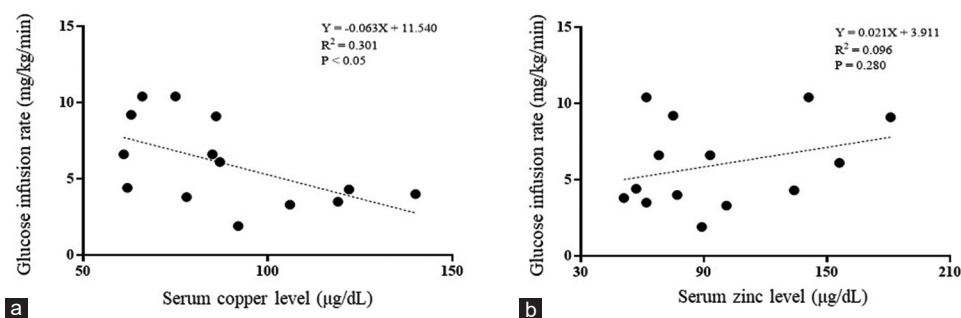 Y = -0.063X + 11.540
R² = 0.301
P < 0.05
Glucose infusion rate (mg/kg/min)
15
10
5
0
50 100 150
Serum copper level (µg/dL)
a
Y = 0.021X + 3.911
R² = 0.096
P = 0.280
Glucose infusion rate (mg/kg/min)
15
10
5
0
30 90 150 210
Serum zinc level (µg/dL)
b